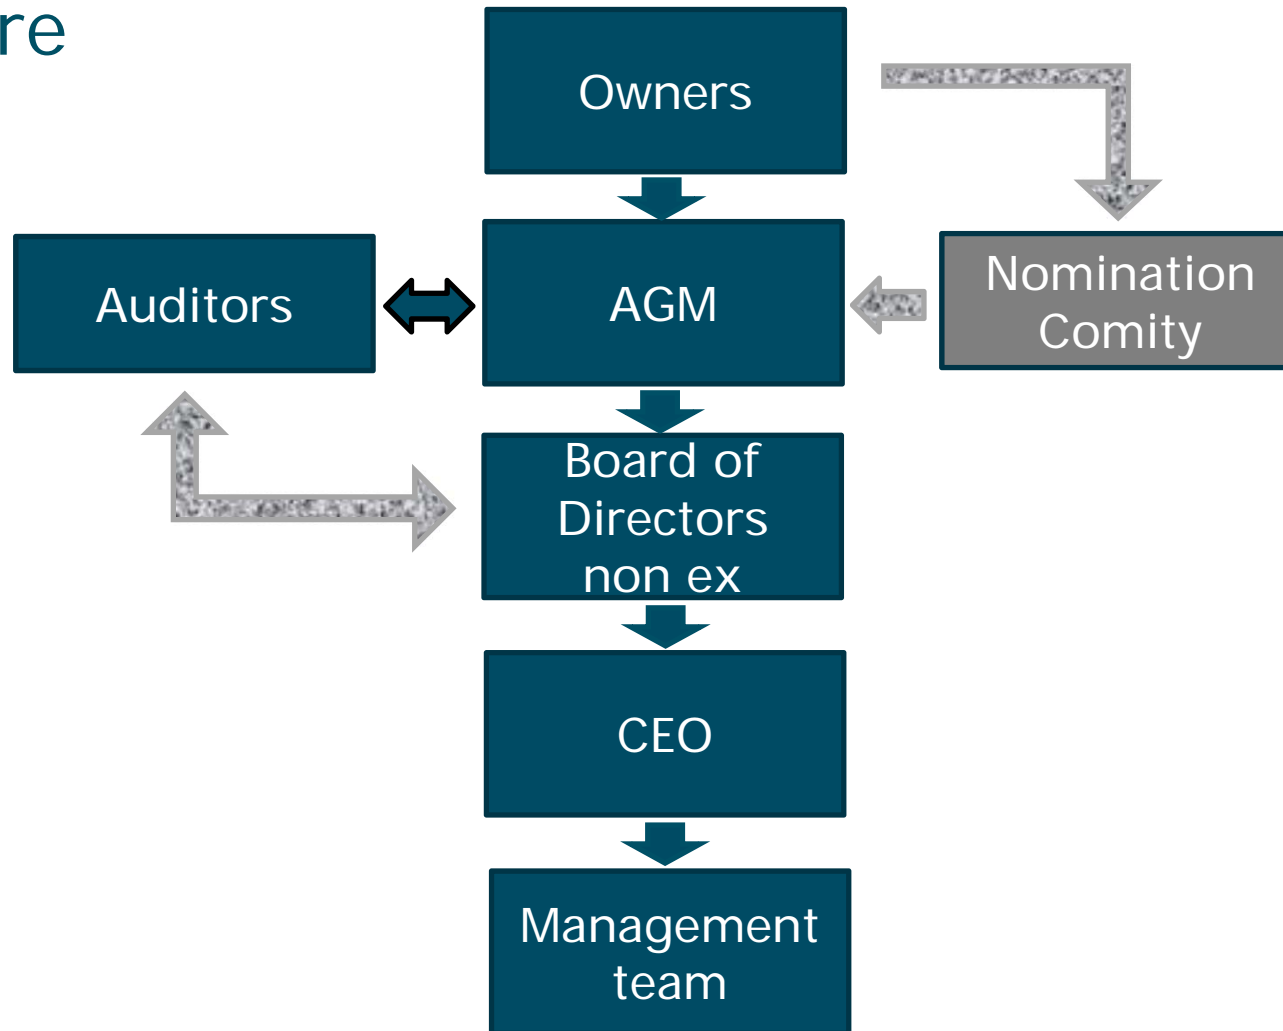 re
Owners
Auditors
AGM
Nomination
Comity
Board of
Directors
non ex
CEO
Management
team